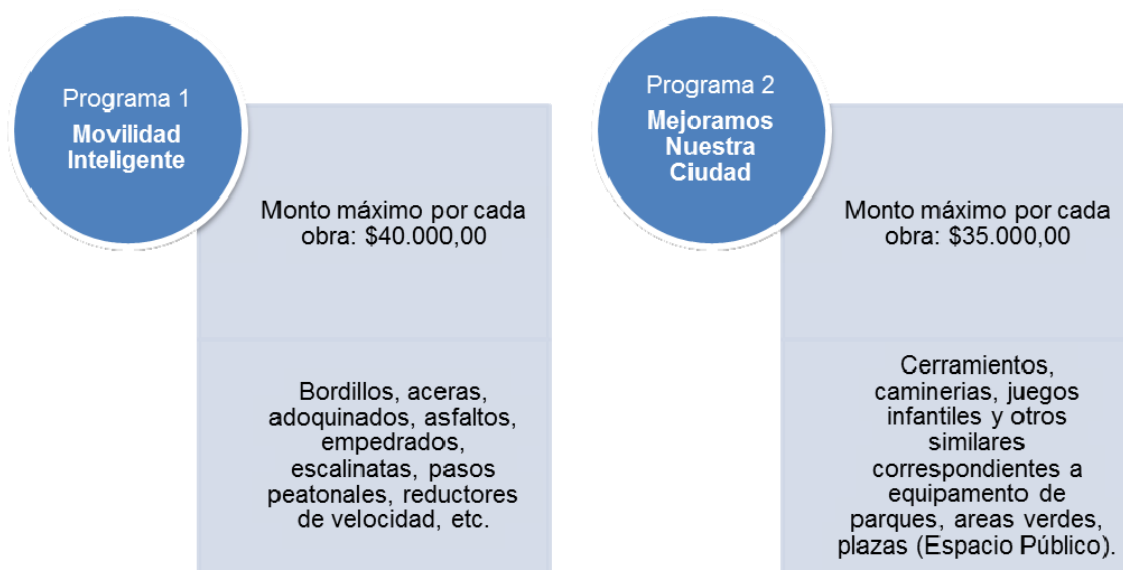 Programa 1
Movilidad
Inteligente
Monto máximo por cada
obra: $40.000,00
Bordillos, aceras,
adoquinados, asfaltos,
empedrados,
escalinatas, pasos
peatonales, reductores
de velocidad, etc.
Programa 2
Mejoramos
Nuestra
Ciudad
Monto máximo por cada
obra: $35.000,00
Cerramientos,
caminerias, juegos
infantiles y otros
similares
correspondientes a
equipamento de
parques, areas verdes,
plazas (Espacio Público).